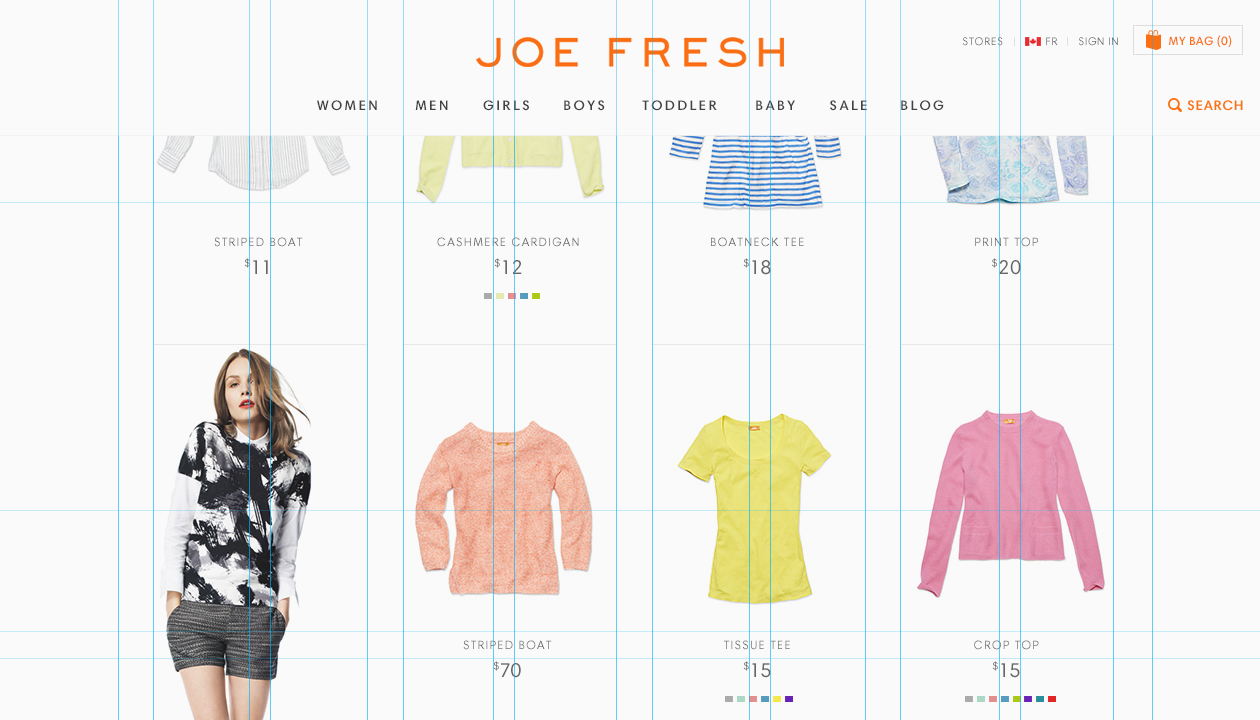 JOE FRESH
STORES | FR | SIGN IN
MY BAG (0)
WOMEN MEN GIRLS BOYS TODDLER BABY SALE BLOG
SEARCH
STRIPED BOAT
$11
CASHMERE CARDIGAN
$12
BOATNECK TEE
$18
PRINT TOP
$20
STRIPED BOAT
$70
TISSUE TEE
$15
CROP TOP
$15